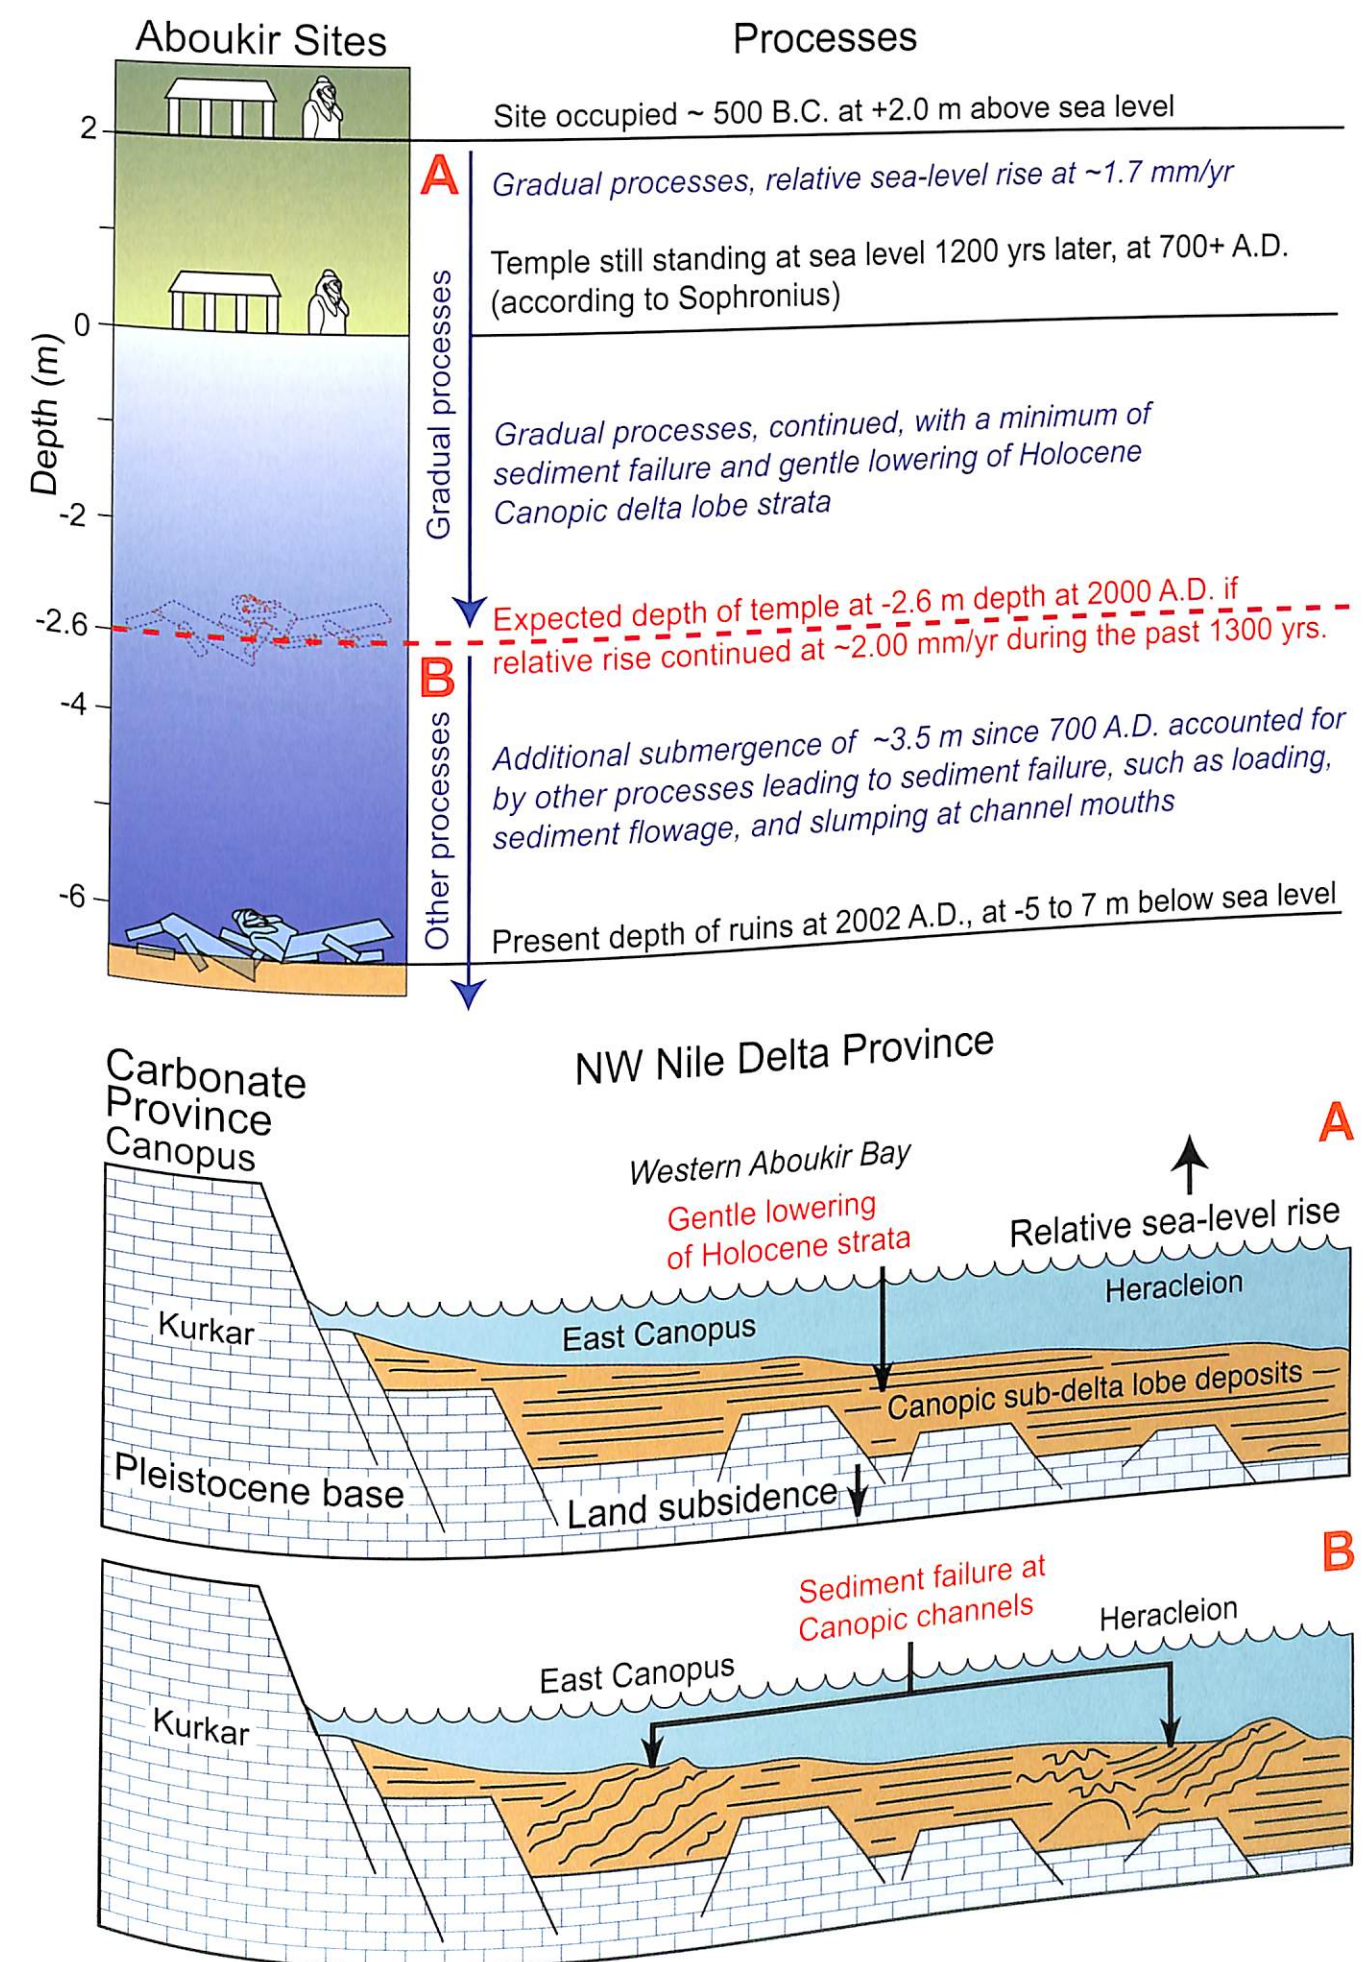 Aboukir Sites
Processes
Depth (m)
2
0
-2
-2.6
-4
-6
Site occupied ~ 500 B.C. at +2.0 m above sea level
A
Gradual processes
Gradual processes, relative sea-level rise at ~1.7 mm/yr
Temple still standing at sea level 1200 yrs later, at 700+ A.D.
(according to Sophronius)
Gradual processes, continued, with a minimum of
sediment failure and gentle lowering of Holocene
Canopic delta lobe strata
Expected depth of temple at -2.6 m depth at 2000 A.D. if
relative rise continued at ~2.00 mm/yr during the past 1300 yrs.
B
Other processes
Additional submergence of ~3.5 m since 700 A.D. accounted for
by other processes leading to sediment failure, such as loading,
sediment flowage, and slumping at channel mouths
Present depth of ruins at 2002 A.D., at -5 to 7 m below sea level
Carbonate
Province
Canopus
NW Nile Delta Province
A
Western Aboukir Bay
Gentle lowering
of Holocene strata
Relative sea-level rise
Heracleion
East Canopus
Kurkar
Canopic sub-delta lobe deposits
Pleistocene base
Land subsidence
B
Sediment failure at
Canopic channels
Heracleion
East Canopus
Kurkar